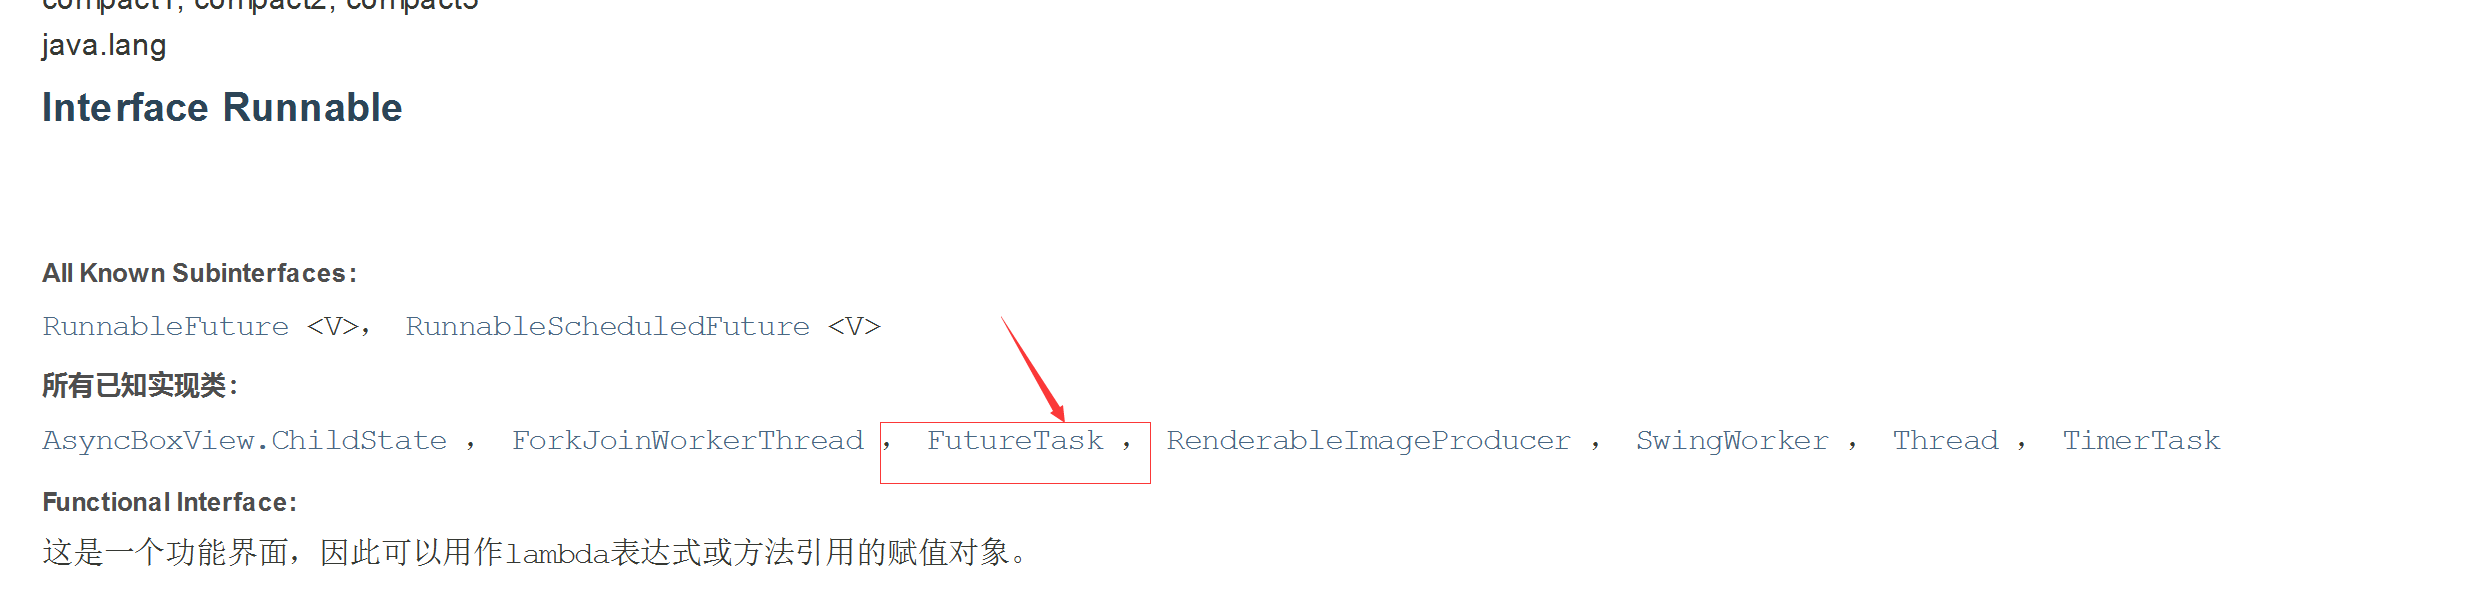 compact1, compact2, compact3
java.lang
Interface Runnable
All Known Subinterfaces:
RunnableFuture <V>， RunnableScheduledFuture <V>
所有已知实现类：
AsyncBoxView.ChildState ， ForkJoinWorkerThread ， FutureTask ， RenderableImageProducer ， SwingWorker ， Thread ， TimerTask
Functional Interface:
这是一个功能界面，因此可以用作lambda表达式或方法引用的赋值对象。